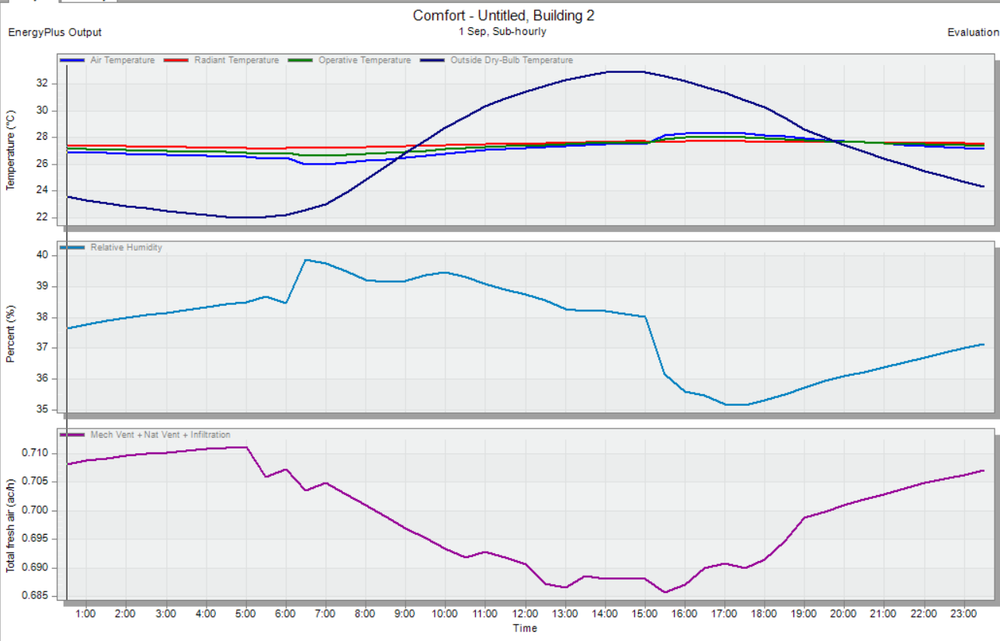 Comfort - Untitled, Building 2
EnergyPlus Output
1 Sep, Sub-hourly
Evaluation
Air Temperature
Radiant Temperature
Operative Temperature
Outside Dry-Bulb Temperature
Temperature (°C)
32
30
28
26
24
22
Relative Humidity
Percent (%)
40
39
38
37
36
35
Mech Vent + Nat Vent + Infiltration
Total fresh air (ac/h)
0.710
0.705
0.700
0.695
0.690
0.685
1:00 2:00 3:00 4:00 5:00 6:00 7:00 8:00 9:00 10:00 11:00 12:00 13:00 14:00 15:00 16:00 17:00 18:00 19:00 20:00 21:00 22:00 23:00
Time